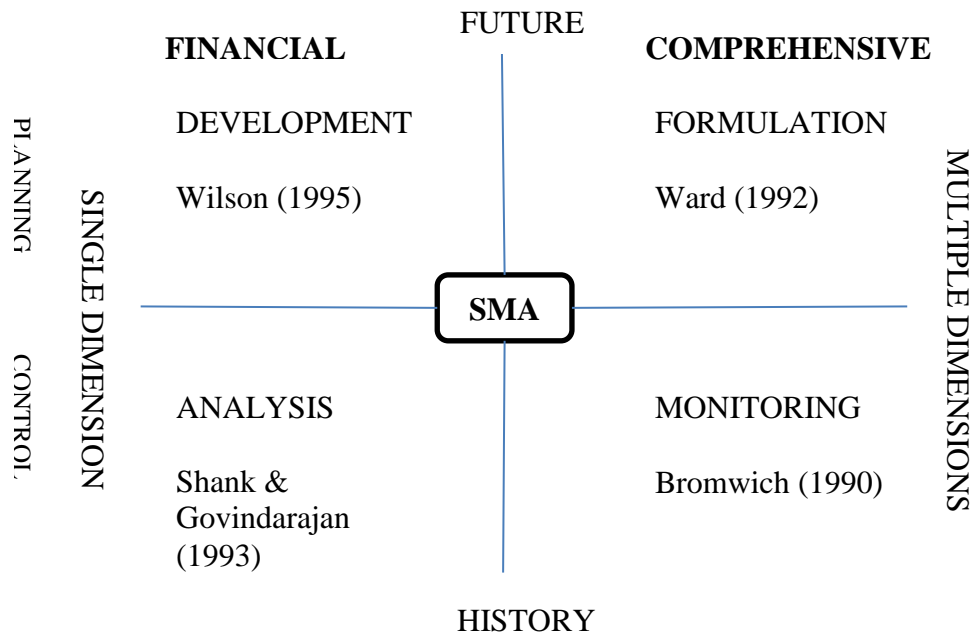 FUTURE
FINANCIAL
COMPREHENSIVE
PLANNING
SINGLE DIMENSION
DEVELOPMENT
Wilson (1995)
FORMULATION
Ward (1992)
MULTIPLE DIMENSIONS
SMA
CONTROL
ANALYSIS
Shank &
Govindarajan
(1993)
MONITORING
Bromwich (1990)
HISTORY